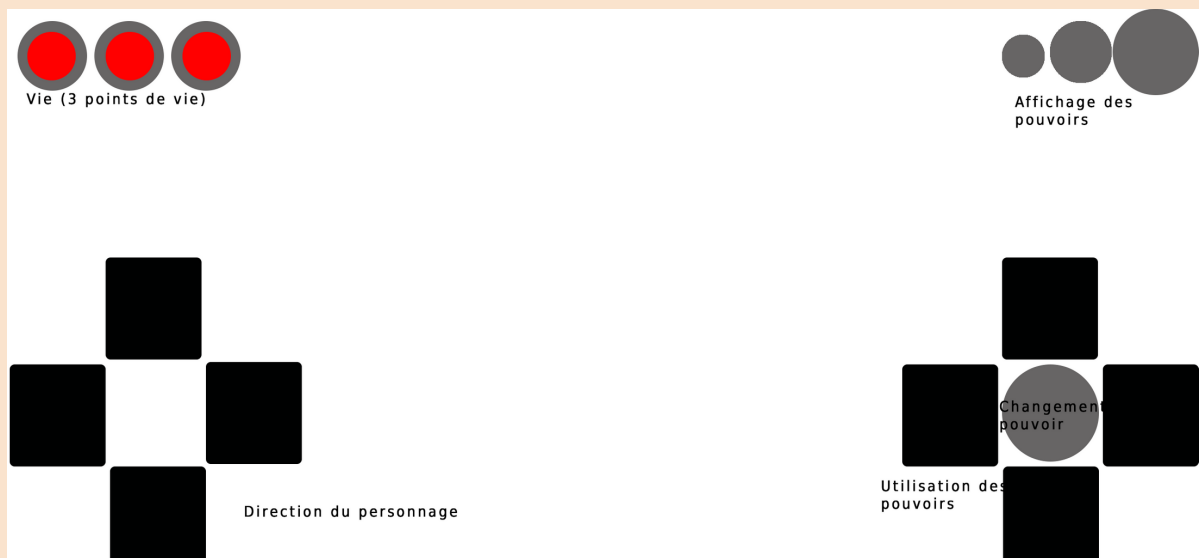 Vie (3 points de vie)
Affichage des
pouvoirs
Changement
pouvoir
Utilisation des
pouvoirs
Direction du personnage